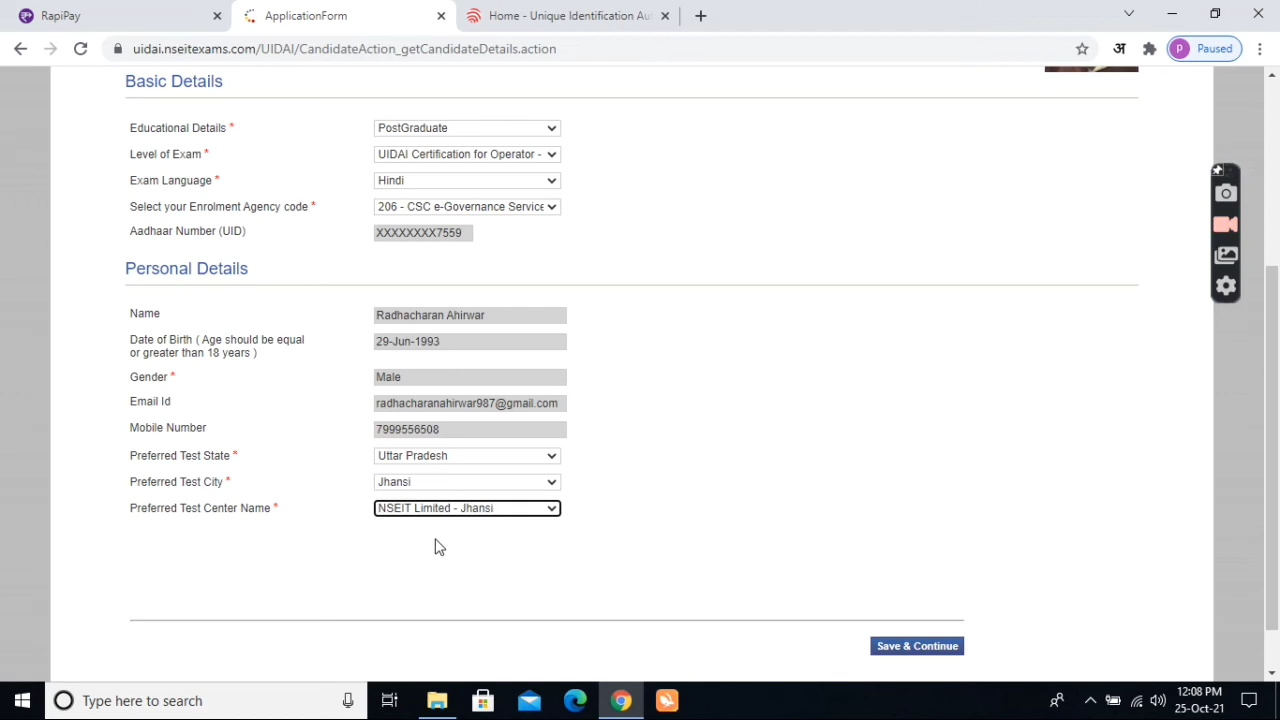 RapiPay
ApplicationForm
Home - Unique Identification Aut
uidai.nseitexams.com/UIDAI/CandidateAction_getCandidateDetails.action
अ
P Paused
Basic Details
Educational Details * PostGraduate
Level of Exam * UIDAI Certification for Operator -
Exam Language * Hindi
Select your Enrolment Agency code * 206 - CSC e-Governance Service
Aadhaar Number (UID) XXXXXXXX7559
Personal Details
Name Radhacharan Ahirwar
Date of Birth ( Age should be equal
or greater than 18 years ) 29-Jun-1993
Gender * Male
Email Id radhacharanahirwar987@gmail.com
Mobile Number 7999556508
Preferred Test State * Uttar Pradesh
Preferred Test City * Jhansi
Preferred Test Center Name * NSEIT Limited - Jhansi
Save & Continue
Type here to search
12:08 PM
25-Oct-21